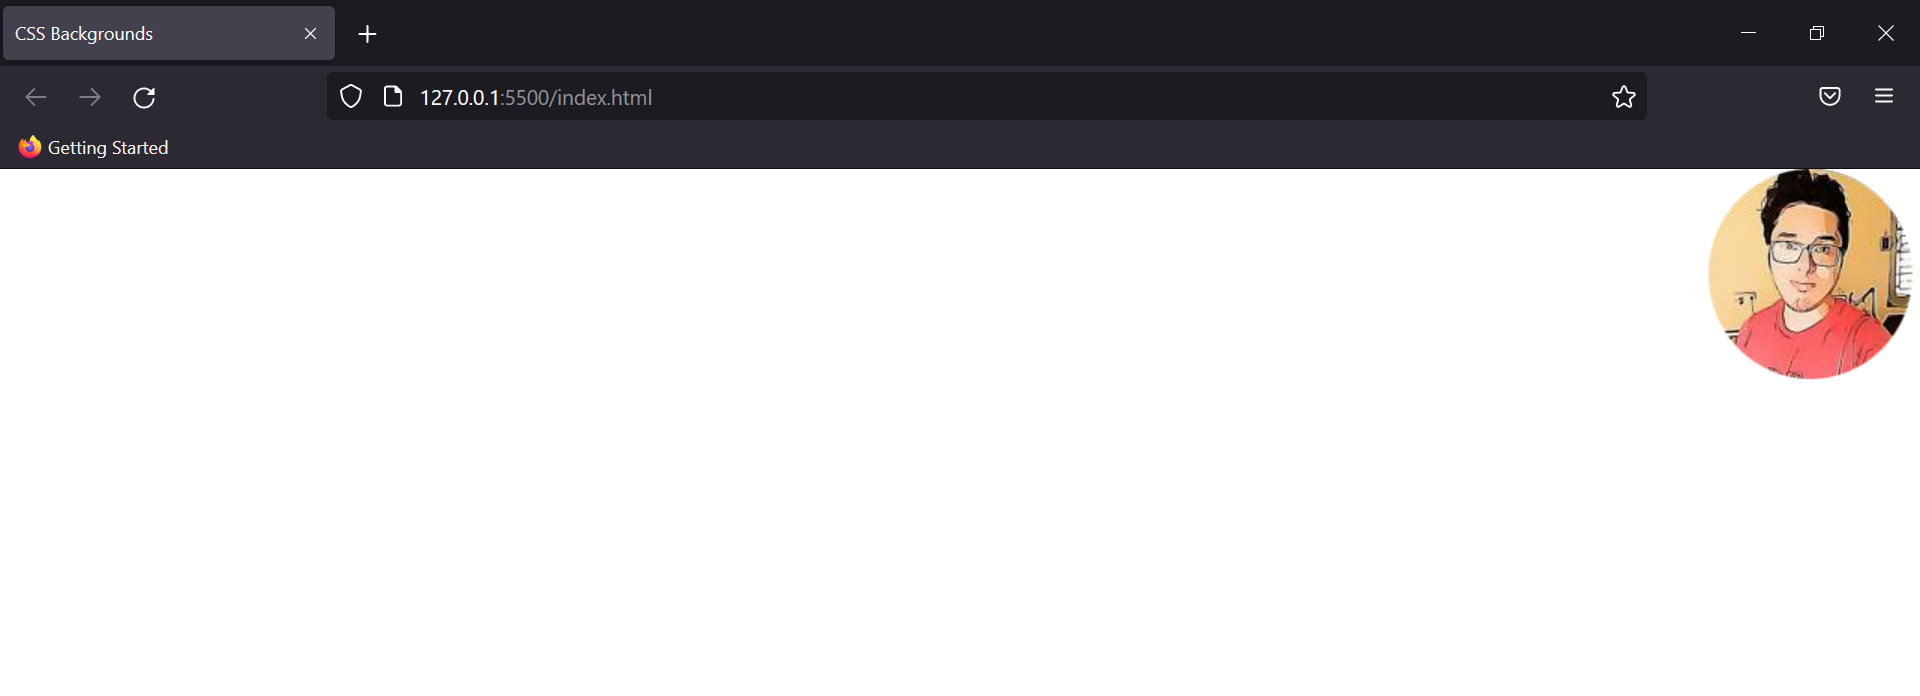 CSS Backgrounds
127.0.0.1:5500/index.html
Getting Started